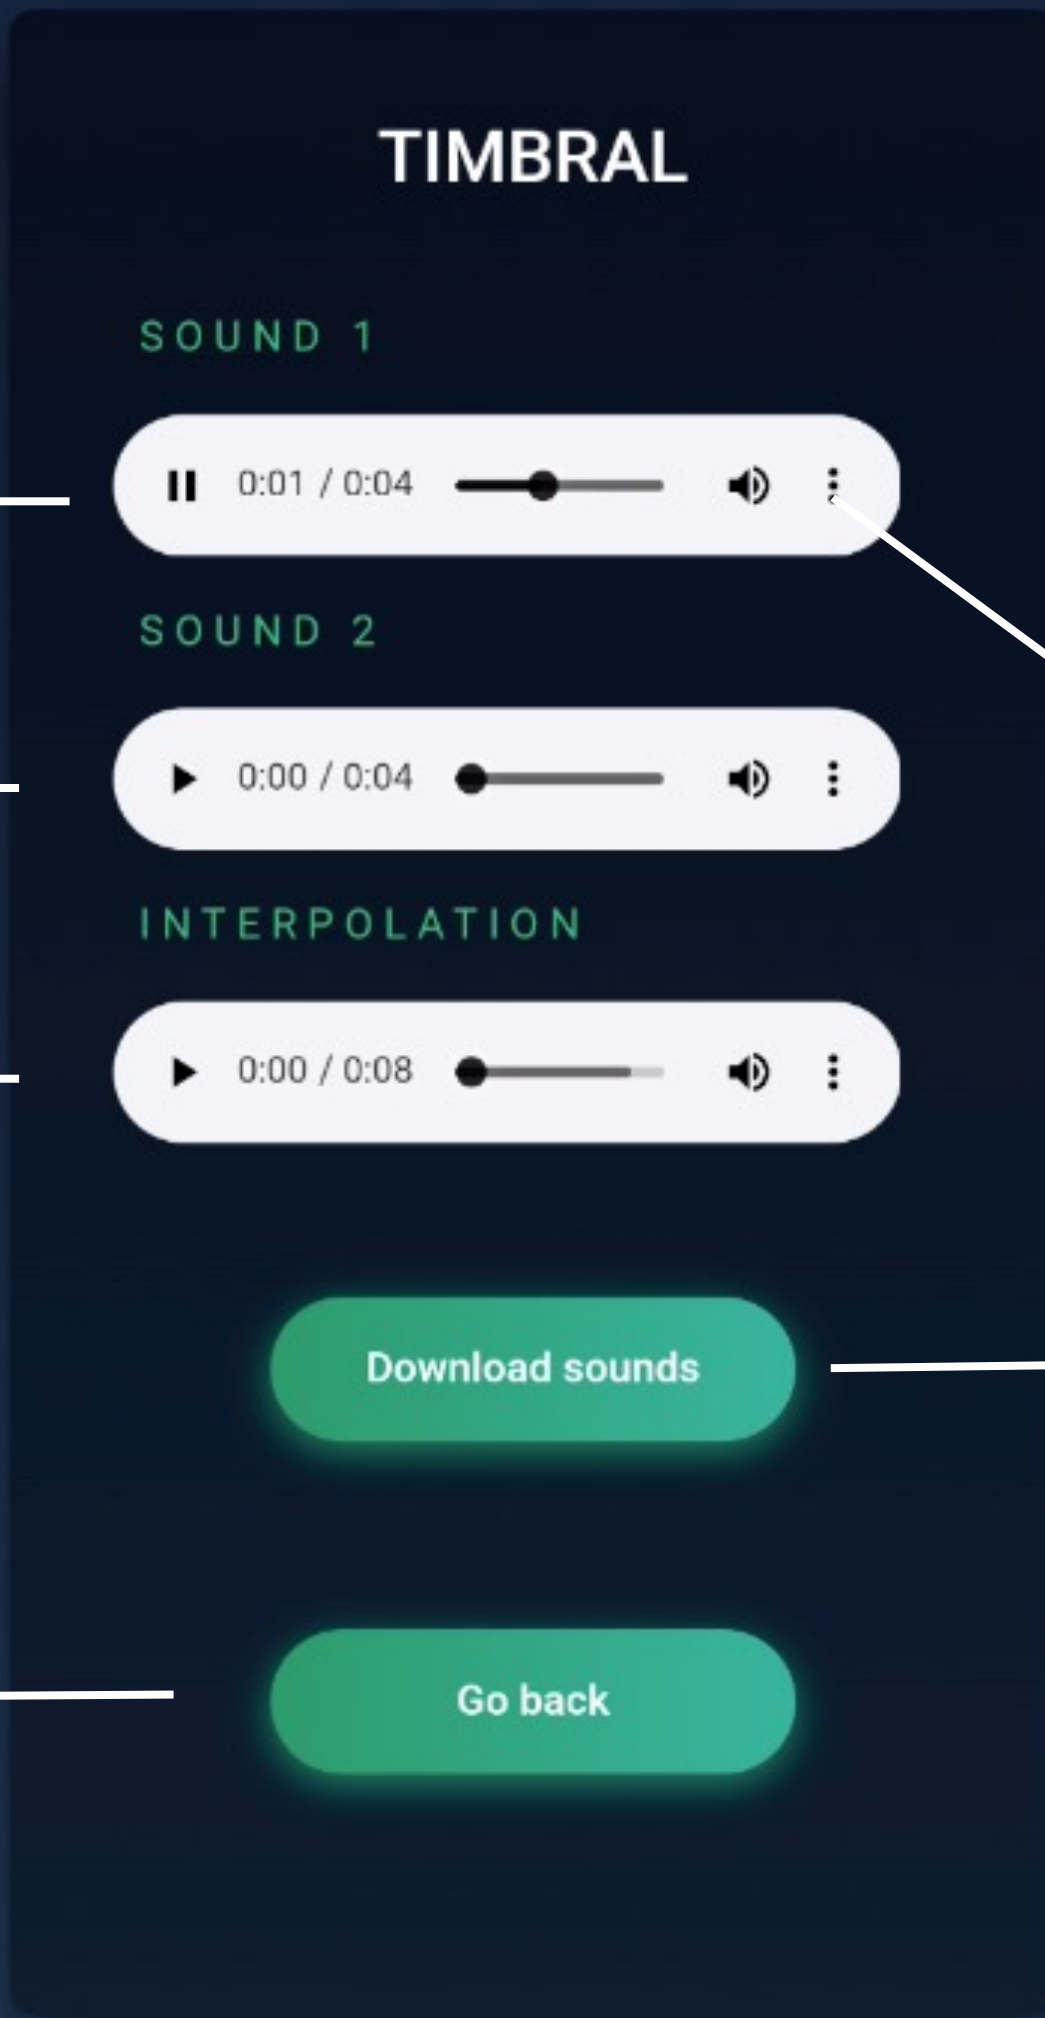 TIMBRAL
SOUND 1
0:01 / 0:04
SOUND 2
0:00 / 0:04
INTERPOLATION
0:00 / 0:08
Download sounds
Go back